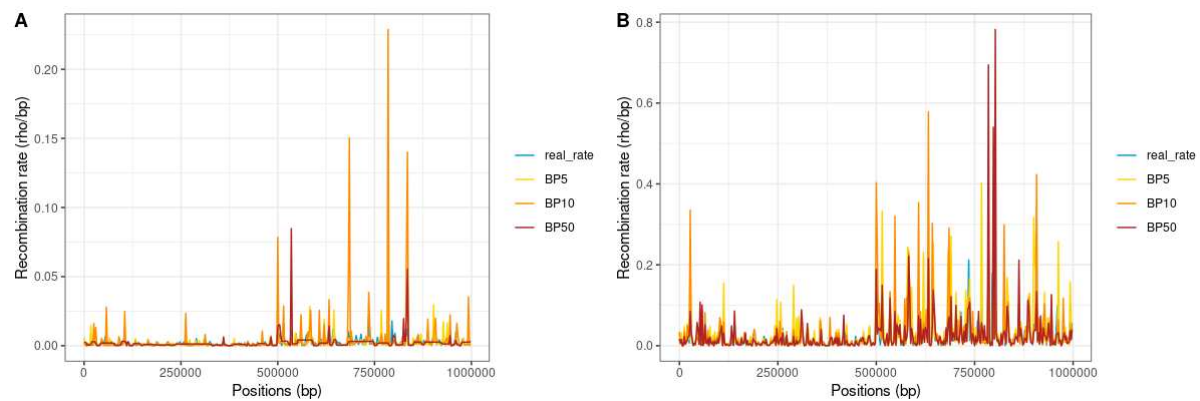 A
Recombination rate (rho/bp)
0.20
0.15
0.10
0.05
0.00
0
250000
500000
750000
1000000
Positions (bp)
real_rate
BP5
BP10
BP50
B
Recombination rate (rho/bp)
0.8
0.6
0.4
0.2
0.0
0
250000
500000
750000
1000000
Positions (bp)
real_rate
BP5
BP10
BP50